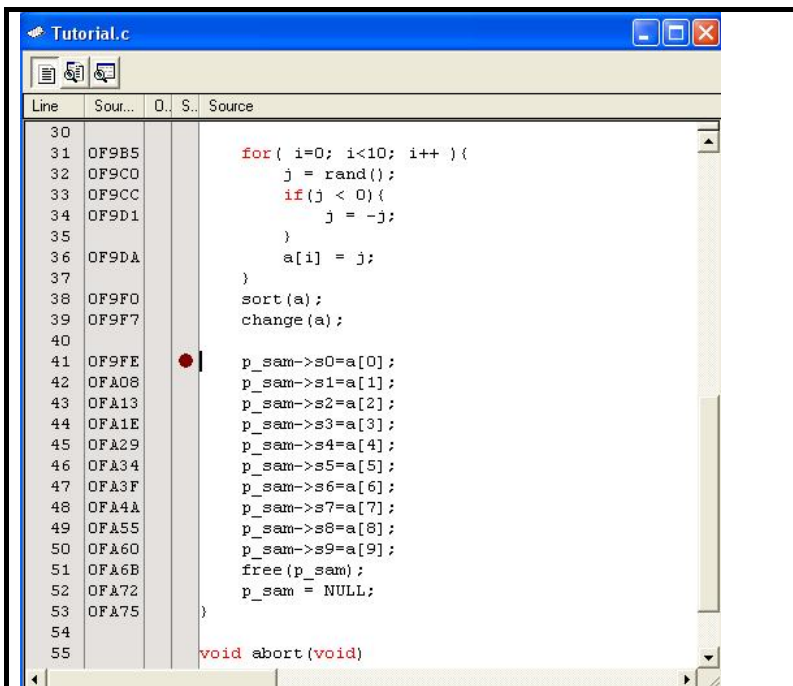 Tutorial.c
Line Sour... O.. S.. Source
30
31 0F9B5 for( i=0; i<10; i++ ){
32 0F9C0 j = rand();
33 0F9CC if(j < 0){
34 0F9D1 j = -j;
35 }
36 0F9DA a[i] = j;
37 }
38 0F9F0 sort(a);
39 0F9F7 change(a);
40
41 0F9FE p_sam->s0=a[0];
42 0FA08 p_sam->s1=a[1];
43 0FA13 p_sam->s2=a[2];
44 0FA1E p_sam->s3=a[3];
45 0FA29 p_sam->s4=a[4];
46 0FA34 p_sam->s5=a[5];
47 0FA3F p_sam->s6=a[6];
48 0FA4A p_sam->s7=a[7];
49 0FA55 p_sam->s8=a[8];
50 0FA60 p_sam->s9=a[9];
51 0FA6B free(p_sam);
52 0FA72 p_sam = NULL;
53 0FA75 }
54
55 void abort(void)